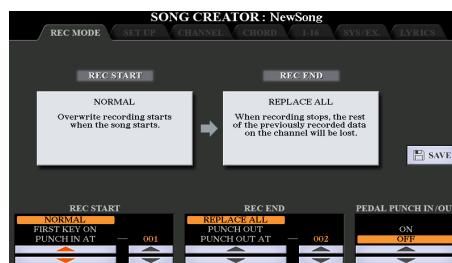 SONG CREATOR : NewSong
REC MODE SET UP CHANNEL CHORD 1-16 SYS/EX. LYRICS
REC START REC END
NORMAL
Overwrite recording starts
when the song starts.
REPLACE ALL
When recording stops, the rest
of the previously recorded data
on the channel will be lost.
SAVE
REC START REC END PEDAL PUNCH IN/OU
NORMAL REPLACE ALL
FIRST KEY ON PUNCH OUT ON
PUNCH IN AT — 001 PUNCH OUT AT — 002 OFF